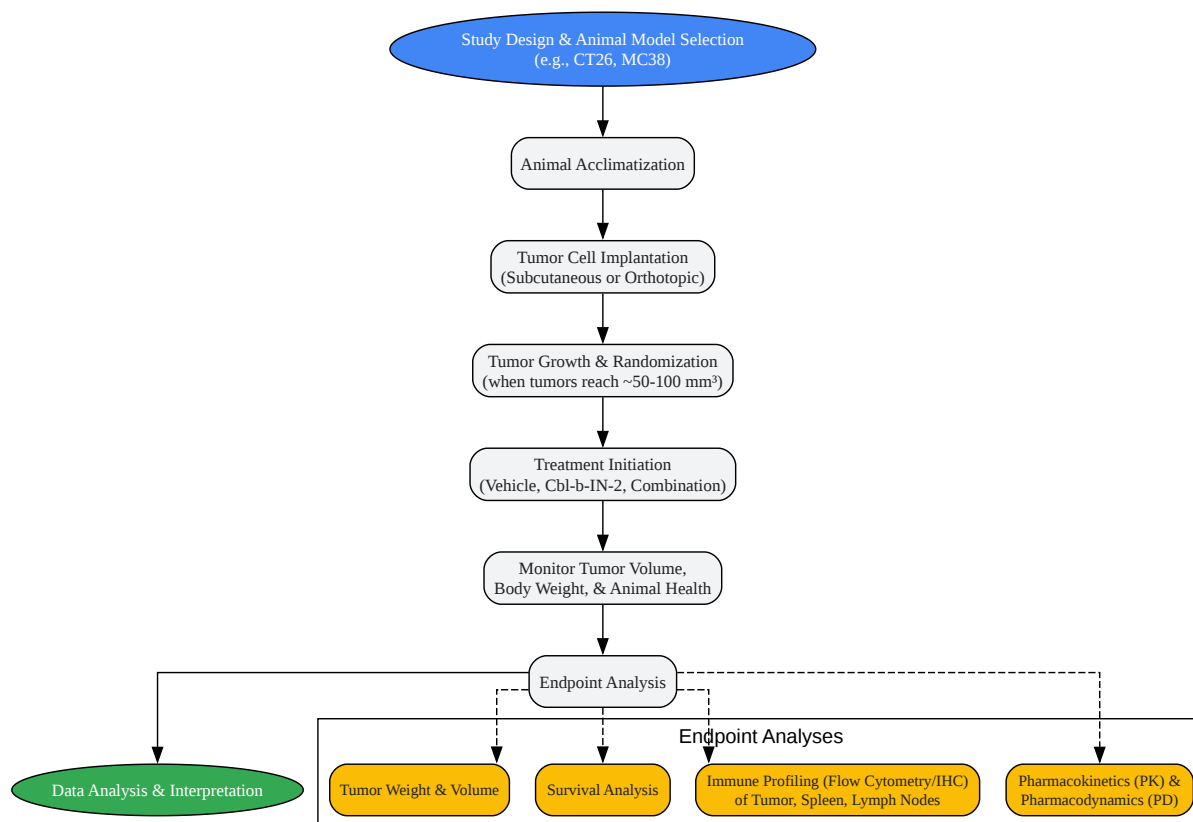 Study Design & Animal Model Selection
(e.g., CT26, MC38)
Animal Acclimatization
Tumor Cell Implantation
(Subcutaneous or Orthotopic)
Tumor Growth & Randomization
(when tumors reach ~50-100 mm³)
Treatment Initiation
(Vehicle, Cbl-b-IN-2, Combination)
Monitor Tumor Volume,
Body Weight, & Animal Health
Endpoint Analysis
Endpoint Analyses
Data Analysis & Interpretation
Tumor Weight & Volume
Survival Analysis
Immune Profiling (Flow Cytometry/IHC)
of Tumor, Spleen, Lymph Nodes
Pharmacokinetics (PK) &
Pharmacodynamics (PD)